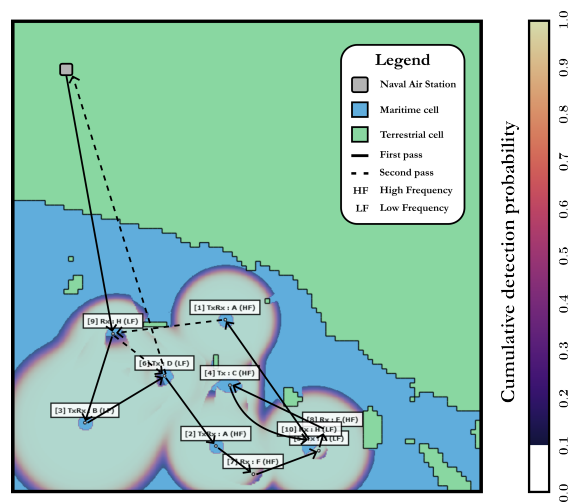 Legend
Naval Air Station
Maritime cell
Terrestrial cell
First pass
Second pass
HF High Frequency
LF Low Frequency
[1] TxRx : A (HF)
[9] Rx : H (LF)
[6] Tx : D (LF)
[4] Tx : C (HF)
[3] TxRx : B (LF)
[8] Rx : E (HF)
[10] Rx : H (LF)
(LF)
[2] TxRx : A (HF)
[7] Rx : F (HF)
Cumulative detection probability
1.0
0.9
0.8
0.7
0.6
0.5
0.4
0.3
0.2
0.1
0.0